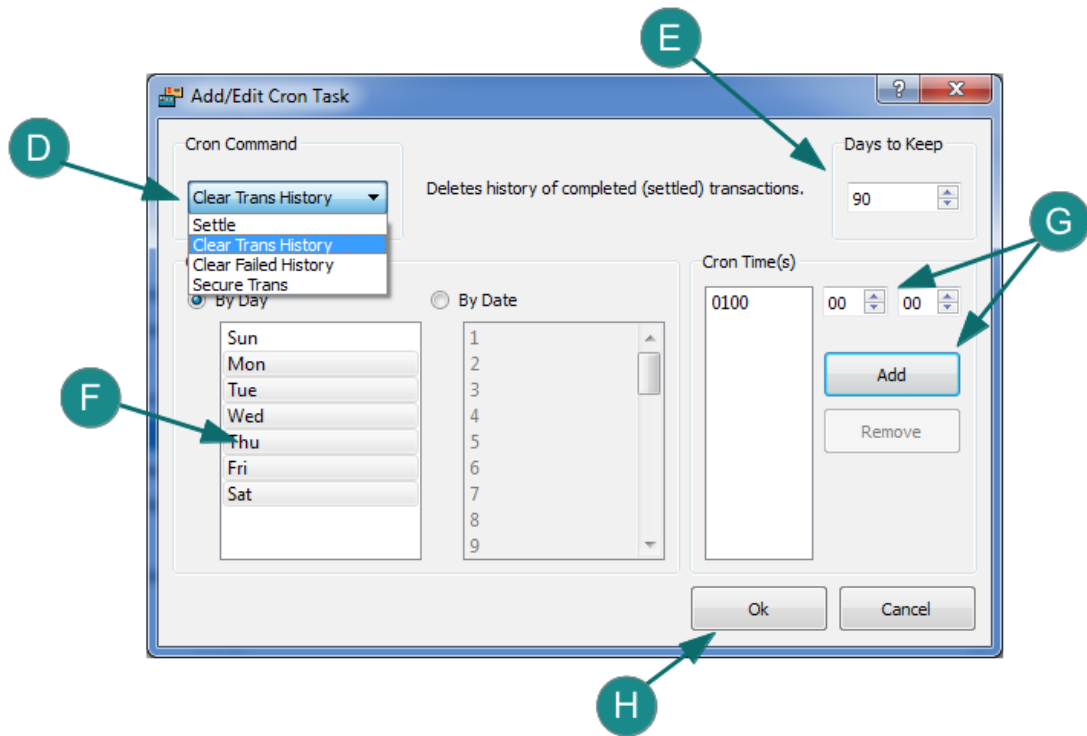 E
Add/Edit Cron Task
?
D
Cron Command
Days to Keep
Clear Trans History
Deletes history of completed (settled) transactions.
90
Settle
Clear Trans History
Clear Failed History
Secure Trans
G
Cron Time(s)
By Day
By Date
0100
00
00
Sun
Mon
Tue
Wed
Thu
Fri
Sat
1
2
3
4
5
6
7
8
9
Add
Remove
F
Ok
Cancel
H